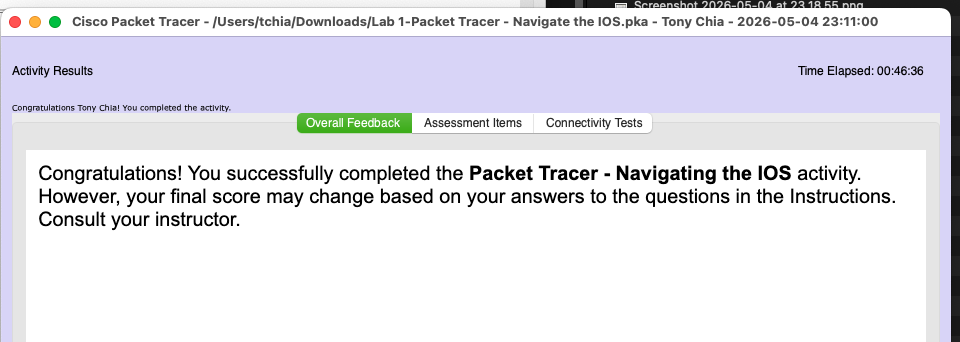 Screenshot 2026-05-04 at 23.18.55.png
Cisco Packet Tracer - /Users/tchia/Downloads/Lab 1-Packet Tracer - Navigate the IOS.pka - Tony Chia - 2026-05-04 23:11:00
Activity Results
Time Elapsed: 00:46:36
Congratulations Tony Chia! You completed the activity.
Overall Feedback
Assessment Items
Connectivity Tests
Congratulations! You successfully completed the Packet Tracer - Navigating the IOS activity.
However, your final score may change based on your answers to the questions in the Instructions.
Consult your instructor.